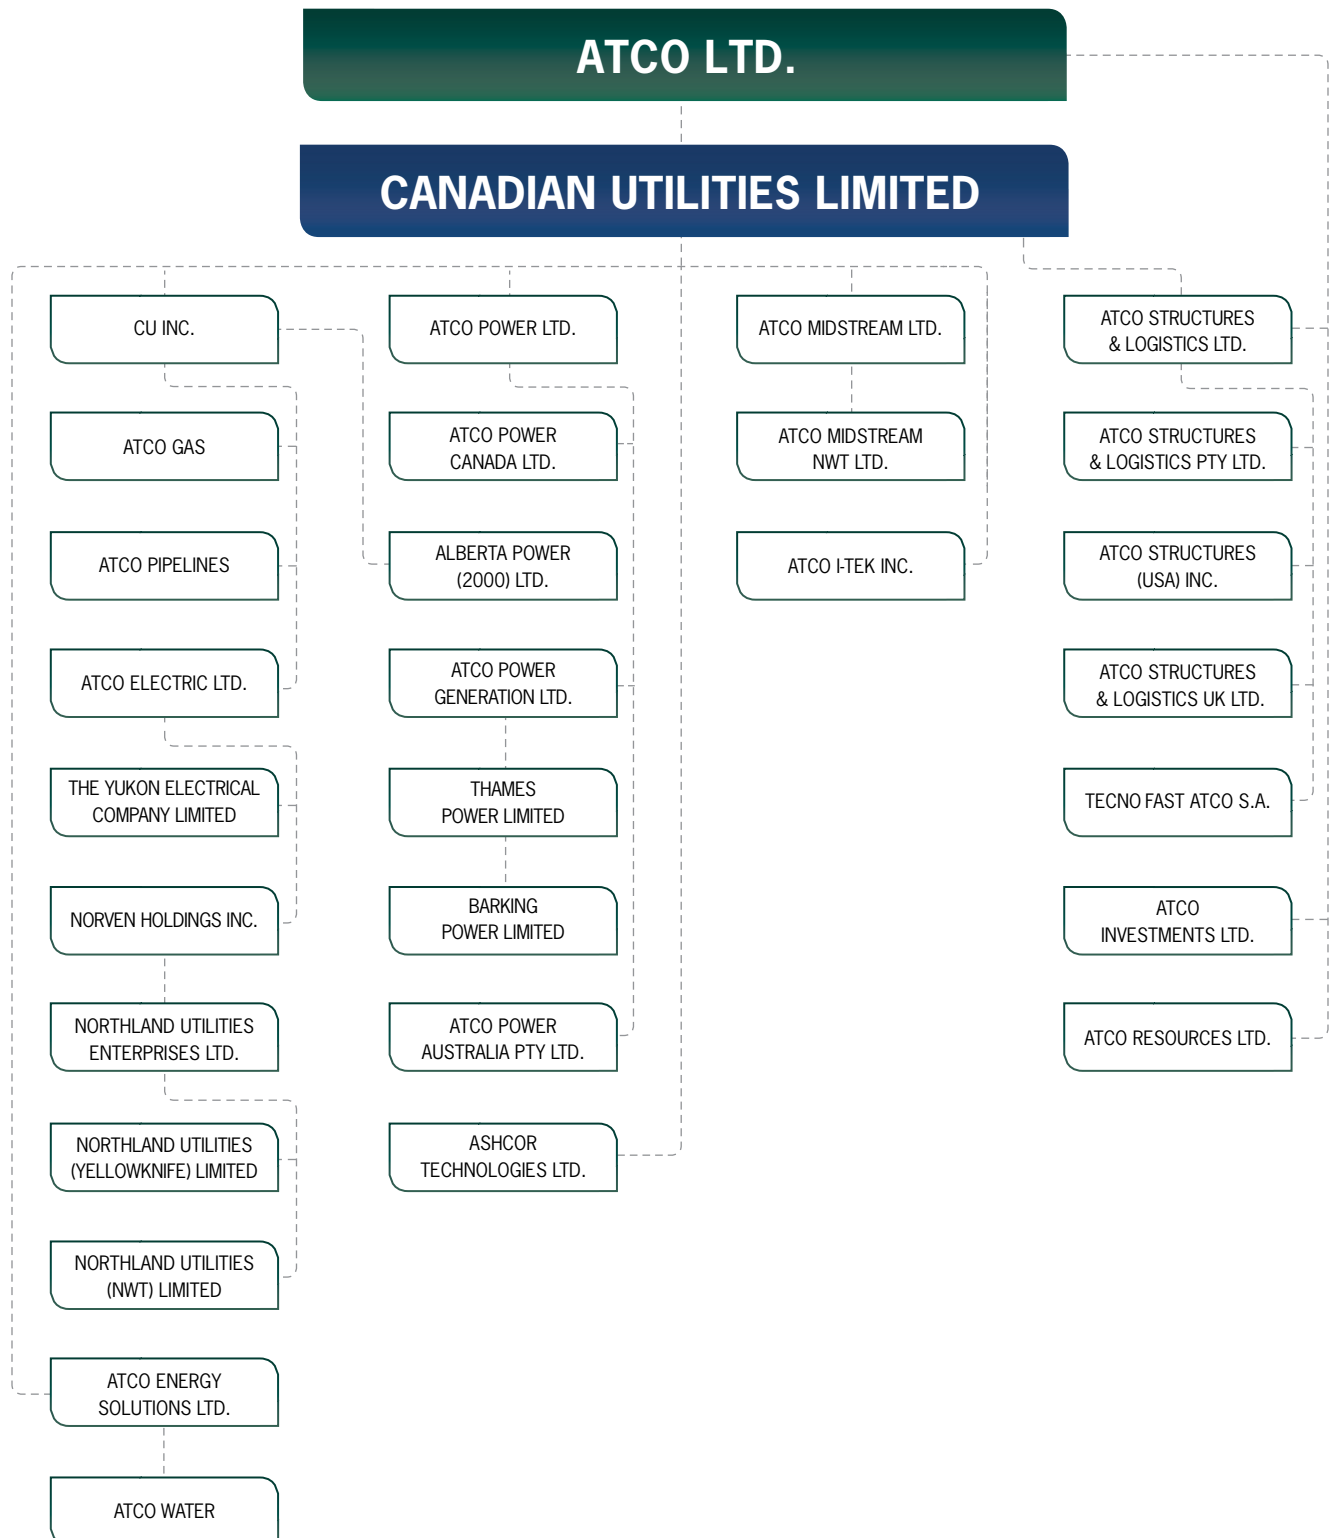 ATCO LTD.
CANADIAN UTILITIES LIMITED
CU INC.
ATCO GAS
ATCO PIPELINES
ATCO ELECTRIC LTD.
THE YUKON ELECTRICAL
COMPANY LIMITED
NORVEN HOLDINGS INC.
NORTHLAND UTILITIES
ENTERPRISES LTD.
NORTHLAND UTILITIES
(YELLOWKNIFE) LIMITED
NORTHLAND UTILITIES
(NWT) LIMITED
ATCO ENERGY
SOLUTIONS LTD.
ATCO WATER
ATCO POWER LTD.
ATCO POWER
CANADA LTD.
ALBERTA POWER
(2000) LTD.
ATCO POWER
GENERATION LTD.
THAMES
POWER LIMITED
BARKING
POWER LIMITED
ATCO POWER
AUSTRALIA PTY LTD.
ASHCOR
TECHNOLOGIES LTD.
ATCO MIDSTREAM LTD.
ATCO MIDSTREAM
NWT LTD.
ATCO I-TEK INC.
ATCO STRUCTURES
& LOGISTICS LTD.
ATCO STRUCTURES
& LOGISTICS PTY LTD.
ATCO STRUCTURES
(USA) INC.
ATCO STRUCTURES
& LOGISTICS UK LTD.
TECNO FAST ATCO S.A.
ATCO
INVESTMENTS LTD.
ATCO RESOURCES LTD.